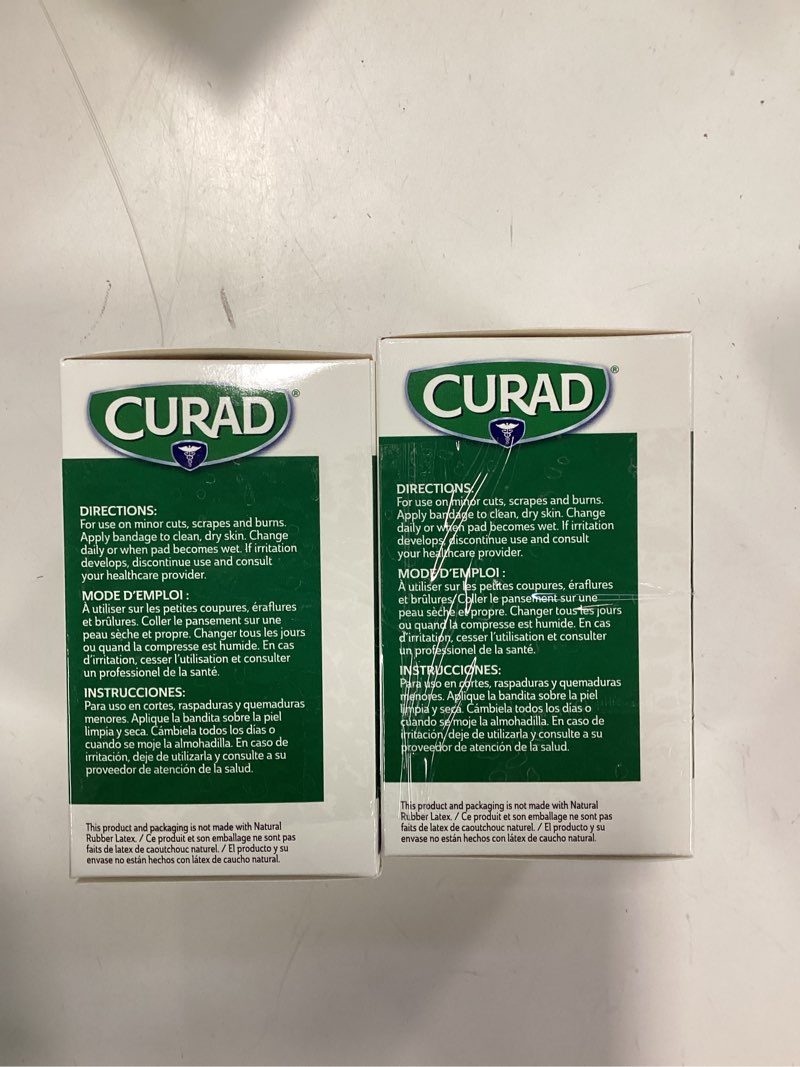 CURAD®
DIRECTIONS:
For use on minor cuts, scrapes and burns.
Apply bandage to clean, dry skin. Change
daily or when pad becomes wet. If irritation
develops, discontinue use and consult
your healthcare provider.
MODE D'EMPLOI :
À utiliser sur les petites coupures, éraflures
et brûlures. Coller le pansement sur une
peau sèche et propre. Changer tous les jours
ou quand la compresse est humide. En cas
d'irritation, cesser l'utilisation et consulter
un professionel de la santé.
INSTRUCCIONES:
Para uso en cortes, raspaduras y quemaduras
menores. Aplique la bandita sobre la piel
limpia y seca. Cámbiela todos los días o
cuando se moje la almohadilla. En caso de
irritación, deje de utilizarla y consulte a su
proveedor de atención de la salud.
This product and packaging is not made with Natural
Rubber Latex. / Ce produit et son emballage ne sont pas
faits de latex de caoutchouc naturel. / El producto y su
envase no están hechos con látex de caucho natural.
CURAD®
DIRECTIONS:
For use on minor cuts, scrapes and burns.
Apply bandage to clean, dry skin. Change
daily or when pad becomes wet. If irritation
develops, discontinue use and consult
your healthcare provider.
MODE D'EMPLOI :
À utiliser sur les petites coupures, éraflures
et brûlures. Coller le pansement sur une
peau sèche et propre. Changer tous les jours
ou quand la compresse est humide. En cas
d'irritation, cesser l'utilisation et consulter
un professionel de la santé.
INSTRUCCIONES:
Para uso en cortes, raspaduras y quemaduras
menores. Aplique la bandita sobre la piel
limpia y seca. Cámbiela todos los días o
cuando se moje la almohadilla. En caso de
irritación, deje de utilizarla y consulte a su
proveedor de atención de la salud.
This product and packaging is not made with Natural
Rubber Latex. / Ce produit et son emballage ne sont pas
faits de latex de caoutchouc naturel. / El producto y su
envase no están hechos con látex de caucho natural.